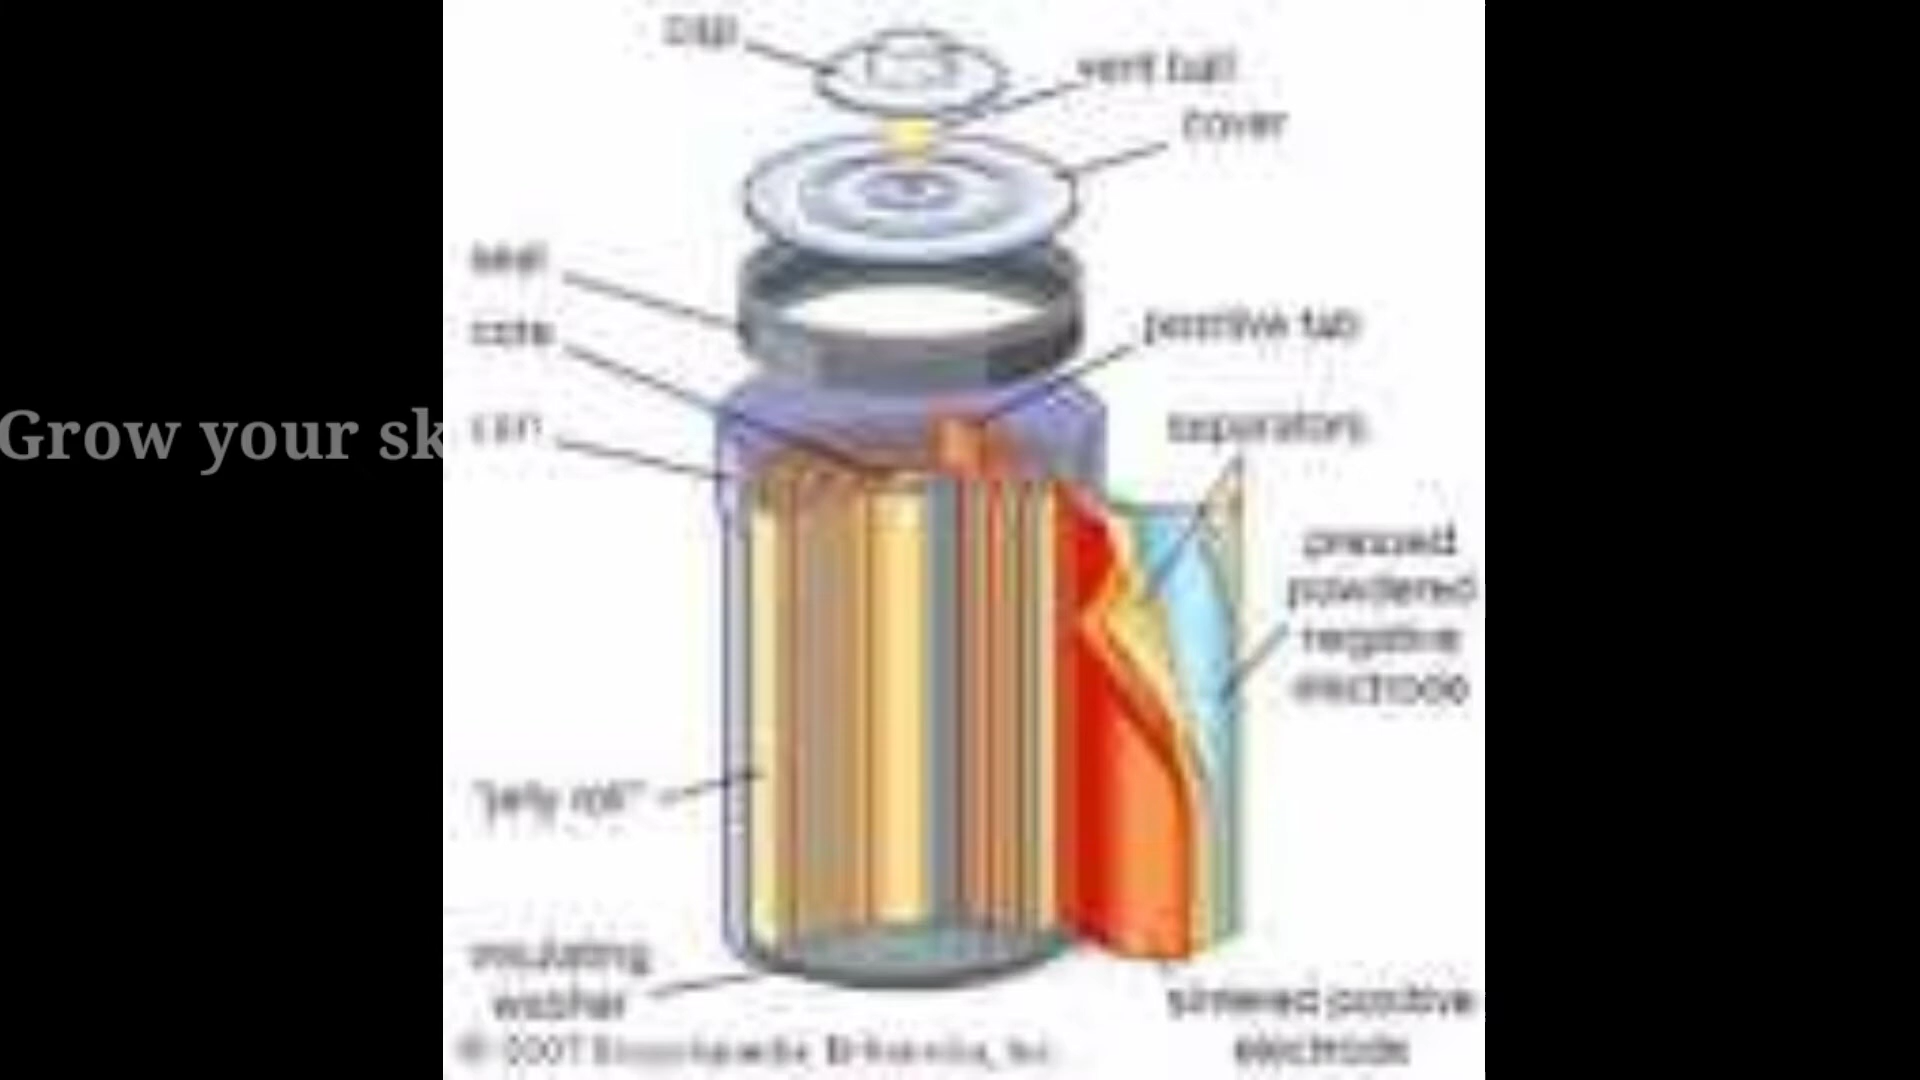 cap
vent ball
cover
seal
core
positive tab
Grow your sk
can
separators
pressed
powdered
negative
electrode
"jelly roll"
insulating
washer
sintered positive
electrode
© 2007 Encyclopædia Britannica, Inc.